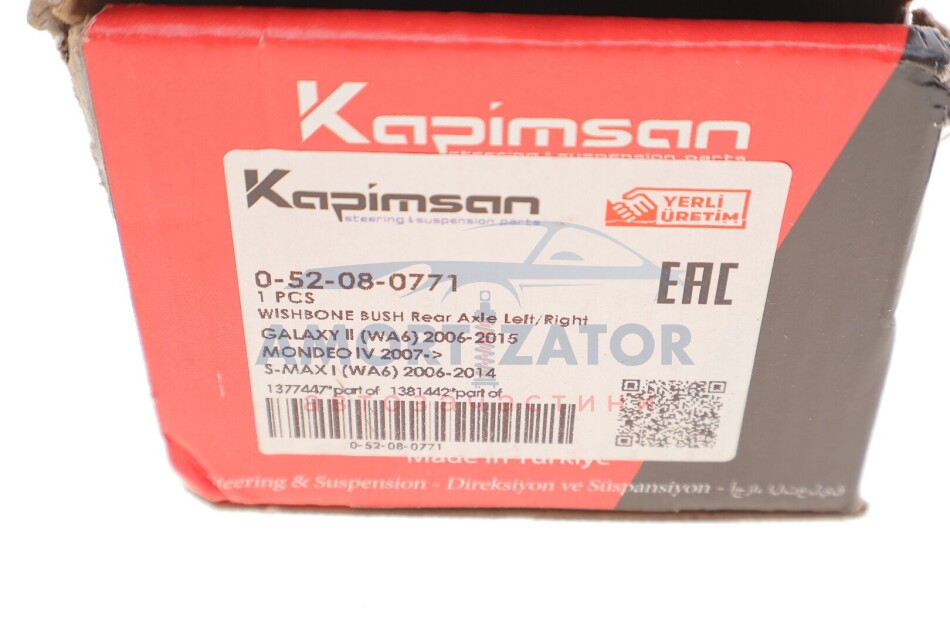 Kapimsan
steering & suspension parts
Kapimsan
steering & suspension parts
YERLİ
ÜRETİM
0-52-08-0771
1 PCS
EAC
WISHBONE BUSH Rear Axle Left/Right
GALAXY II (WA6) 2006-2015
MONDEO IV 2007->
S-MAX I (WA6) 2006-2014
AMORTIZATOR
1377447*part of 1381442*part of
автозапчастини
0-52-08-0771
Made in Türkiye
Steering & Suspension - Direksiyon ve Süspansiyon -